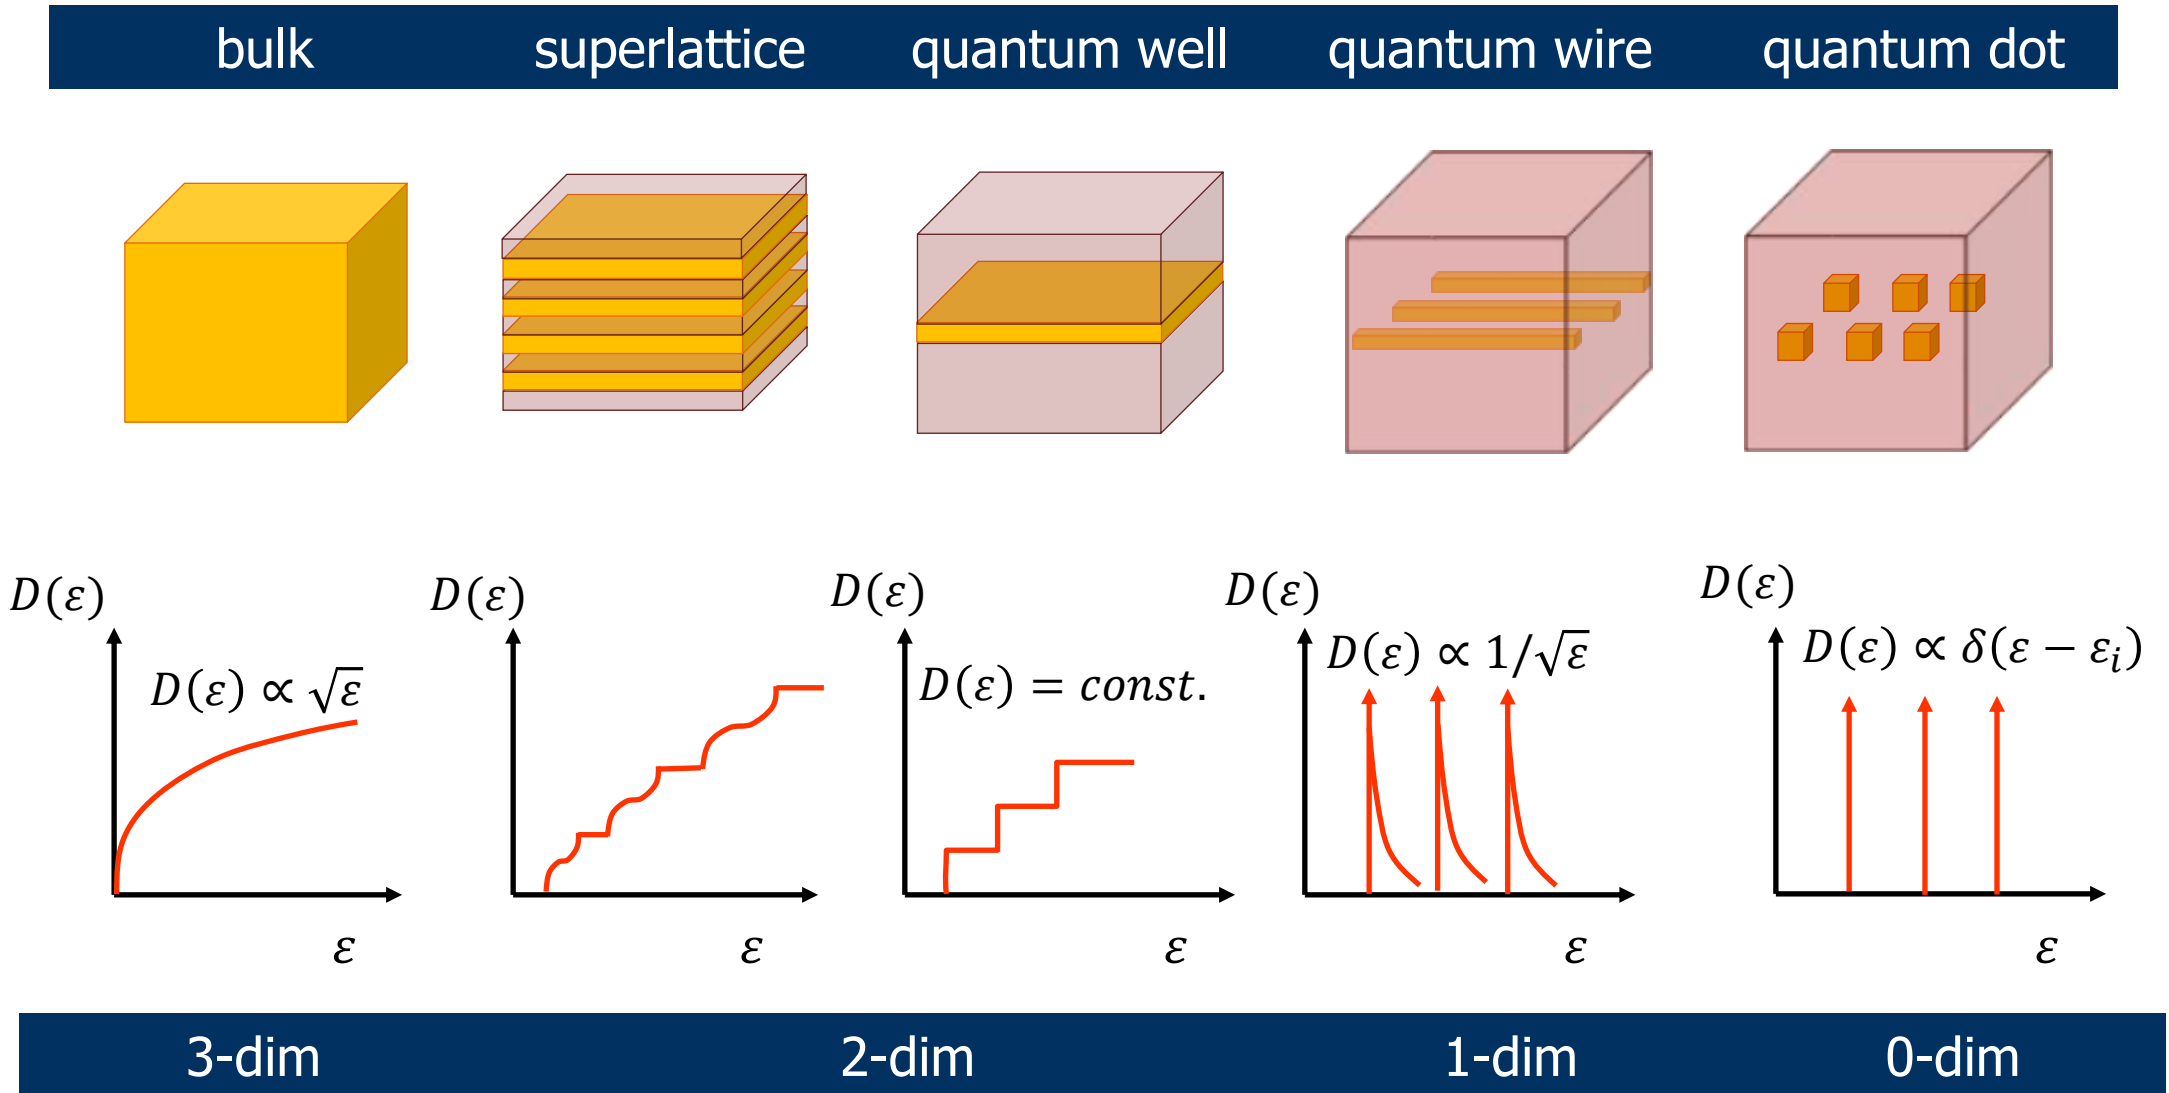 bulk superlattice quantum well quantum wire quantum dot
D(ε) D(ε) D(ε) D(ε) D(ε)
D(ε) ∝ √ε D(ε) = const. D(ε) ∝ 1/√ε D(ε) ∝ δ(ε − εᵢ)
ε ε ε ε ε
3-dim 2-dim 1-dim 0-dim